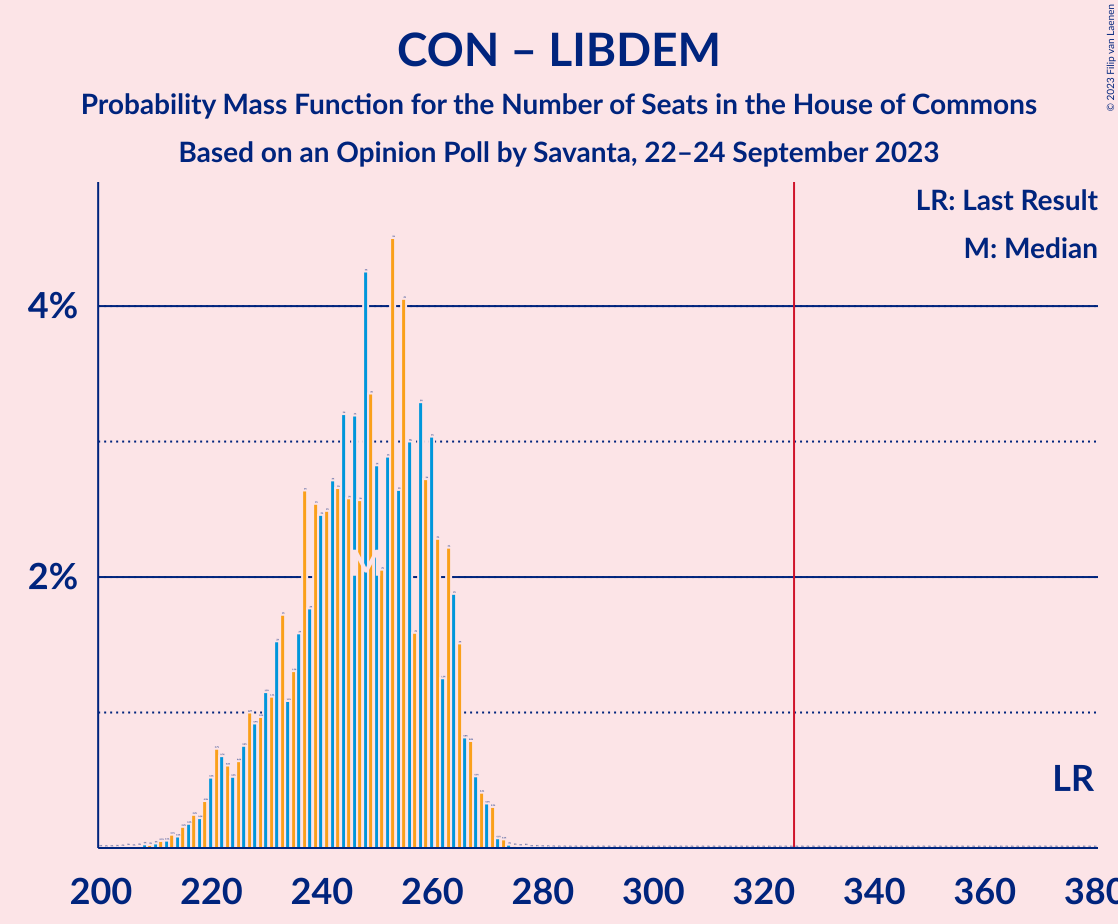 CON – LIBDEM
Probability Mass Function for the Number of Seats in the House of Commons
Based on an Opinion Poll by Savanta, 22–24 September 2023
© 2023 Filip van Laenen
LR: Last Result
M: Median
4%
2%
M
LR
200 220 240 260 280 300 320 340 360 380